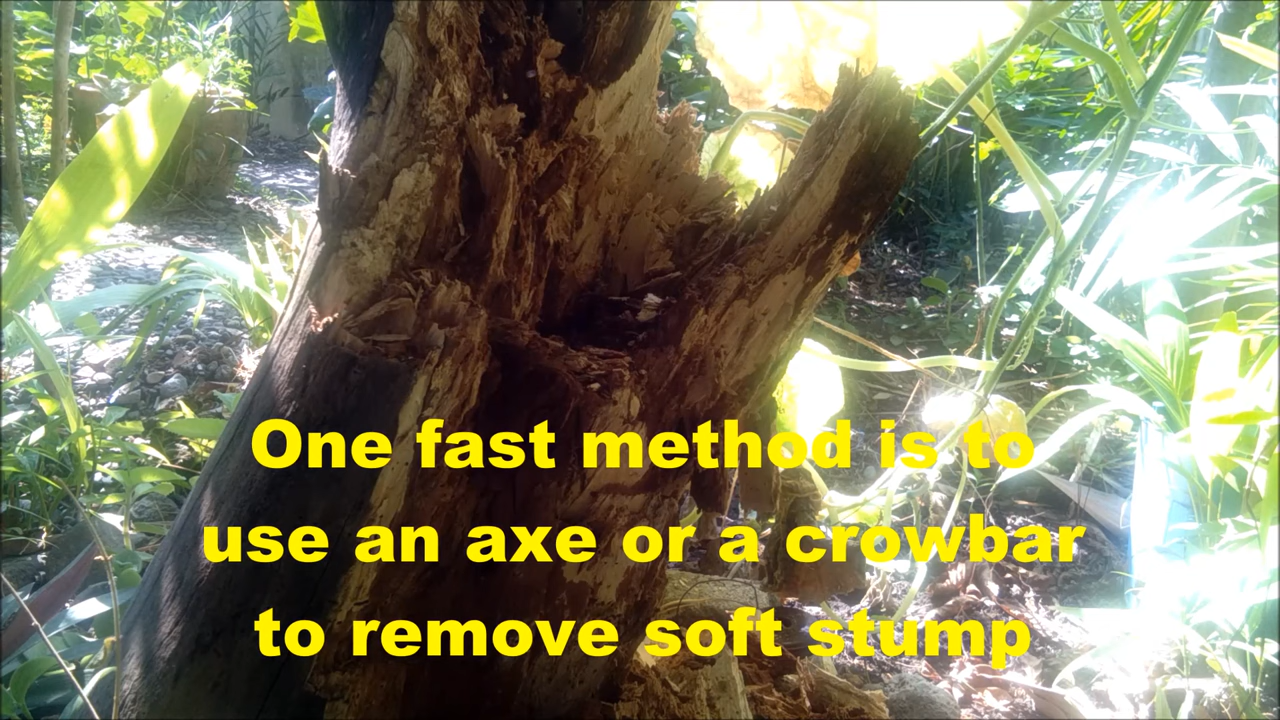 One fast method is to
use an axe or a crowbar
to remove soft stump